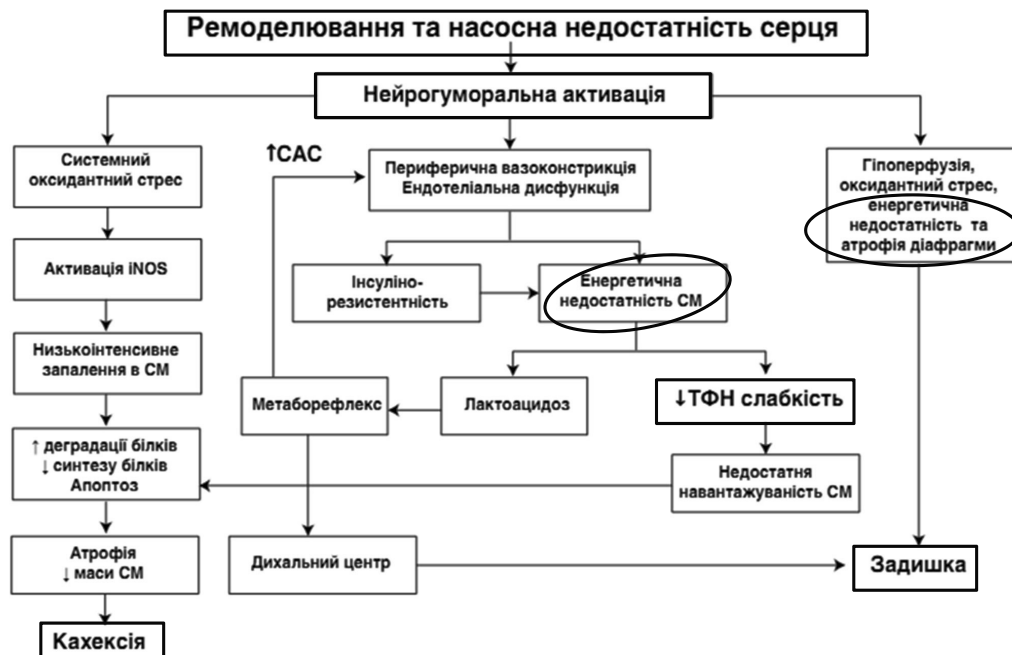 Ремоделювання та насосна недостатність серця
Нейрогуморальна активація
Системний
оксидантний стрес
↑САС
Периферична вазоконстрикція
Ендотеліальна дисфункція
Гіпоперфузія,
оксидантний стрес,
енергетична
недостатність та
атрофія діафрагми
Активація iNOS
Інсуліно-
резистентність
Енергетична
недостатність СМ
Низькоінтенсивне
запалення в СМ
Метаборефлекс
Лактоацидоз
↓ТФН слабкість
↑ деградації білків
↓ синтезу білків
Апоптоз
Недостатня
навантажуваність СМ
Атрофія
↓ маси СМ
Дихальний центр
Задишка
Кахексія